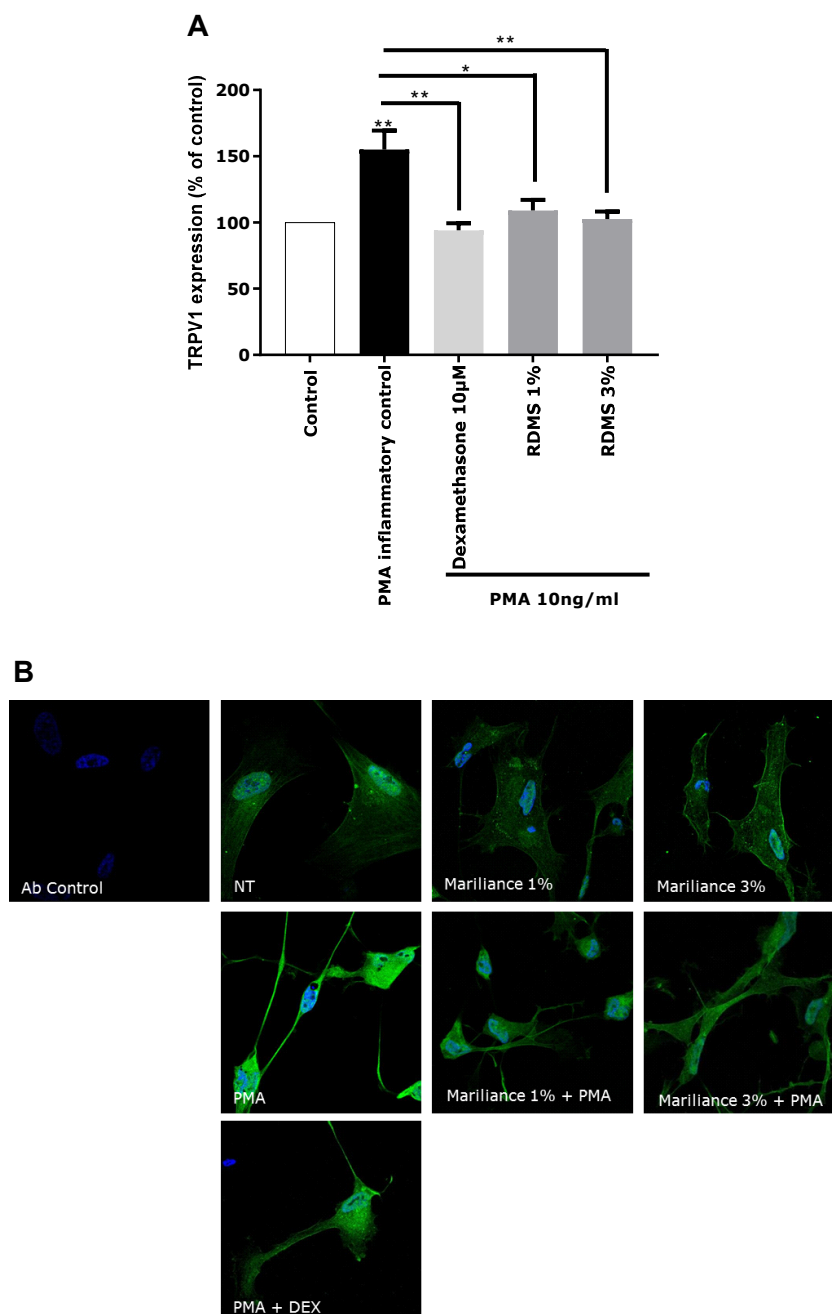 A
**
*
**
**
TRPV1 expression (% of control)
200
150
100
50
0
Control
PMA inflammatory control
Dexamethasone 10µM
RDMS 1%
RDMS 3%
PMA 10ng/ml
B
Ab Control
NT
Mariliance 1%
Mariliance 3%
PMA
Mariliance 1% + PMA
Mariliance 3% + PMA
PMA + DEX